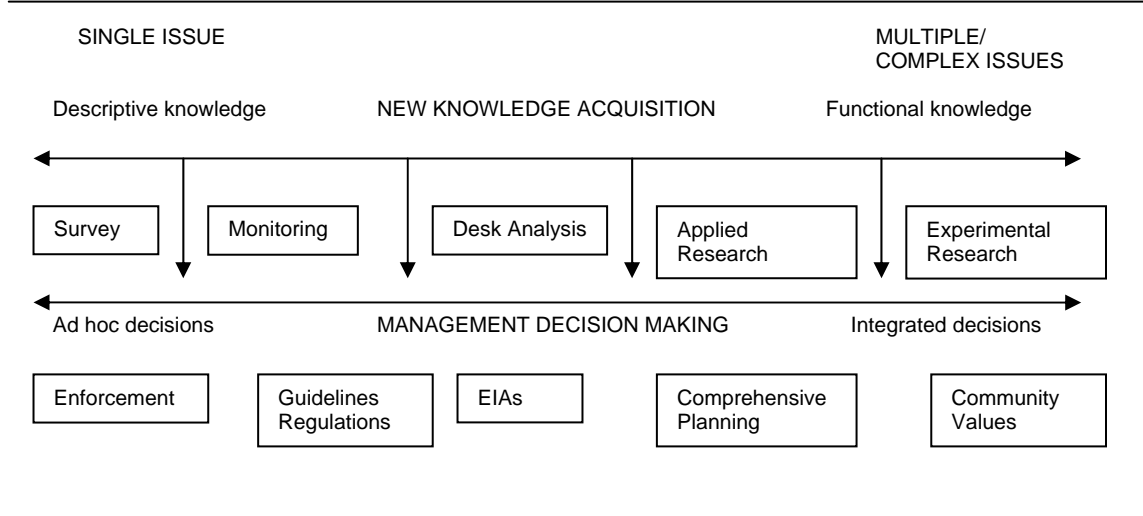 SINGLE ISSUE
MULTIPLE/
COMPLEX ISSUES
Descriptive knowledge
NEW KNOWLEDGE ACQUISITION
Functional knowledge
Survey
Monitoring
Desk Analysis
Applied
Research
Experimental
Research
Ad hoc decisions
MANAGEMENT DECISION MAKING
Integrated decisions
Enforcement
Guidelines
Regulations
EIAs
Comprehensive
Planning
Community
Values